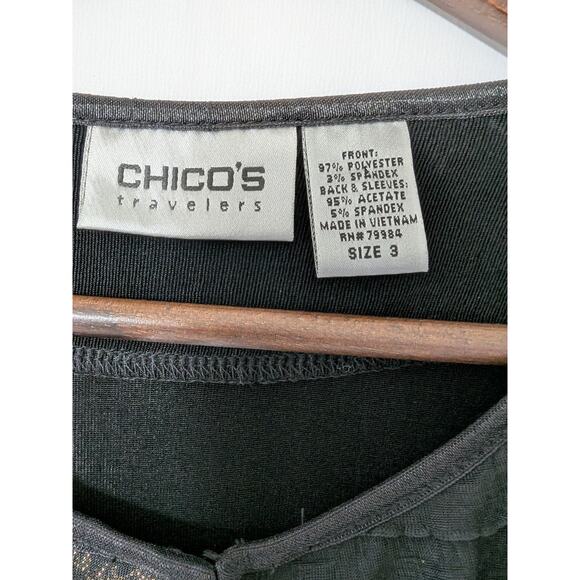 CHICO'S
travelers
FRONT:
97% POLYESTER
3% SPANDEX
BACK & SLEEVES:
95% ACETATE
5% SPANDEX
MADE IN VIETNAM
RN# 79984
SIZE 3